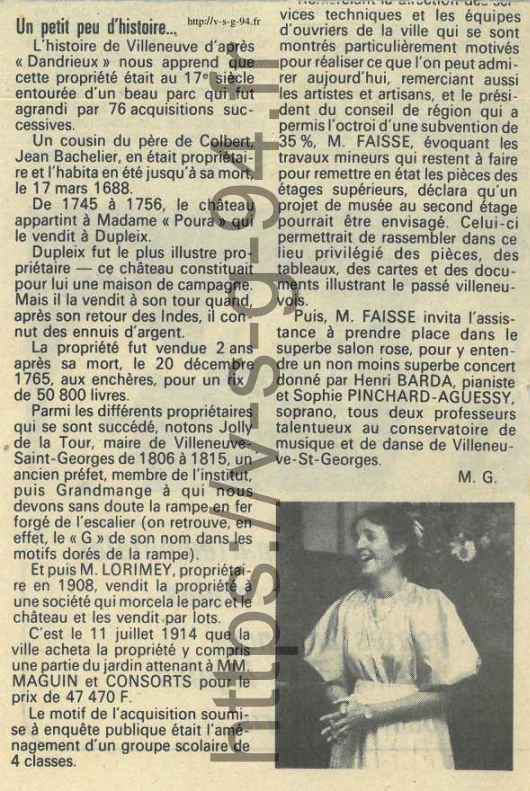 Un petit peu d'histoire...
http://v-s-g-94.fr
L'histoire de Villeneuve d'après
« Dandrieux » nous apprend que
cette propriété était au 17e siècle
entourée d'un beau parc qui fut
agrandi par 76 acquisitions suc-
cessives.
Un cousin du père de Colbert,
Jean Bachelier, en était propriétai-
re et l'habita en été jusqu'à sa mort,
le 17 mars 1688.
De 1745 à 1756, le château
appartint à Madame « Poura » qui
le vendit à Dupleix.
Dupleix fut le plus illustre pro-
priétaire — ce château constituait
pour lui une maison de campagne.
Mais il la vendit à son tour quand,
après son retour des Indes, il con-
nut des ennuis d'argent.
La propriété fut vendue 2 ans
après sa mort, le 20 décembre
1765, aux enchères, pour un rix
de 50 800 livres.
Parmi les différents propriétaires
qui se sont succédé, notons Jolly
de la Tour, maire de Villeneuve-
Saint-Georges de 1806 à 1815, un
ancien préfet, membre de l'institut,
puis Grandmange à qui nous
devons sans doute la rampe en fer
forgé de l'escalier (on retrouve, en
effet, le « G » de son nom dans les
motifs dorés de la rampe).
Et puis M. LORIMEY, propriétai-
re en 1908, vendit la propriété à
une société qui morcela le parc et le
château et les vendit par lots.
C'est le 11 juillet 1914 que la
ville acheta la propriété y compris
une partie du jardin attenant à MM.
MAGUIN et CONSORTS pour le
prix de 47 470 F.
Le motif de l'acquisition soumi-
se à enquête publique était l'amé-
nagement d'un groupe scolaire de
4 classes.
Remerciant la direction des ser-
vices techniques et les équipes
d'ouvriers de la ville qui se sont
montrés particulièrement motivés
pour réaliser ce que l'on peut admi-
rer aujourd'hui, remerciant aussi
les artistes et artisans, et le prési-
dent du conseil de région qui a
permis l'octroi d'une subvention de
35 %, M. FAISSE, évoquant les
travaux mineurs qui restent à faire
pour remettre en état les pièces des
étages supérieurs, déclara qu'un
projet de musée au second étage
pourrait être envisagé. Celui-ci
permettrait de rassembler dans ce
lieu privilégié des pièces, des
tableaux, des cartes et des docu-
ments illustrant le passé villeneu-
vois.
Puis, M. FAISSE invita l'assis-
tance à prendre place dans le
superbe salon rose, pour y enten-
dre un non moins superbe concert
donné par Henri BARDA, pianiste
et Sophie PINCHARD-AGUESSY,
soprano, tous deux professeurs
talentueux au conservatoire de
musique et de danse de Villeneu-
ve-St-Georges.
M. G.
https://v-s-g-94.fr